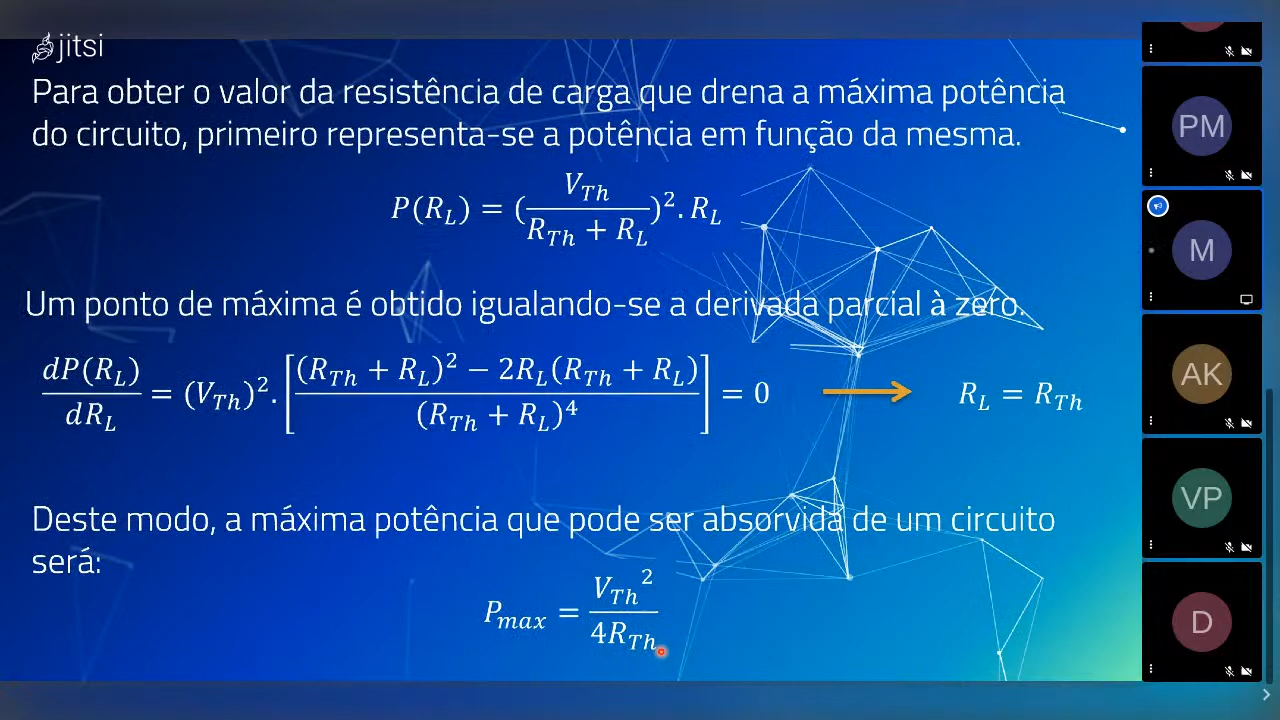 jitsi
Para obter o valor da resistência de carga que drena a máxima potência
do circuito, primeiro representa-se a potência em função da mesma.
P(R_L) = (V_Th / (R_Th + R_L))². R_L
Um ponto de máxima é obtido igualando-se a derivada parcial à zero.
dP(R_L)/dR_L = (V_Th)². [((R_Th + R_L)² − 2R_L(R_Th + R_L)) / (R_Th + R_L)⁴] = 0 → R_L = R_Th
Deste modo, a máxima potência que pode ser absorvida de um circuito
será:
P_max = V_Th² / 4R_Th
PM
M
AK
VP
D